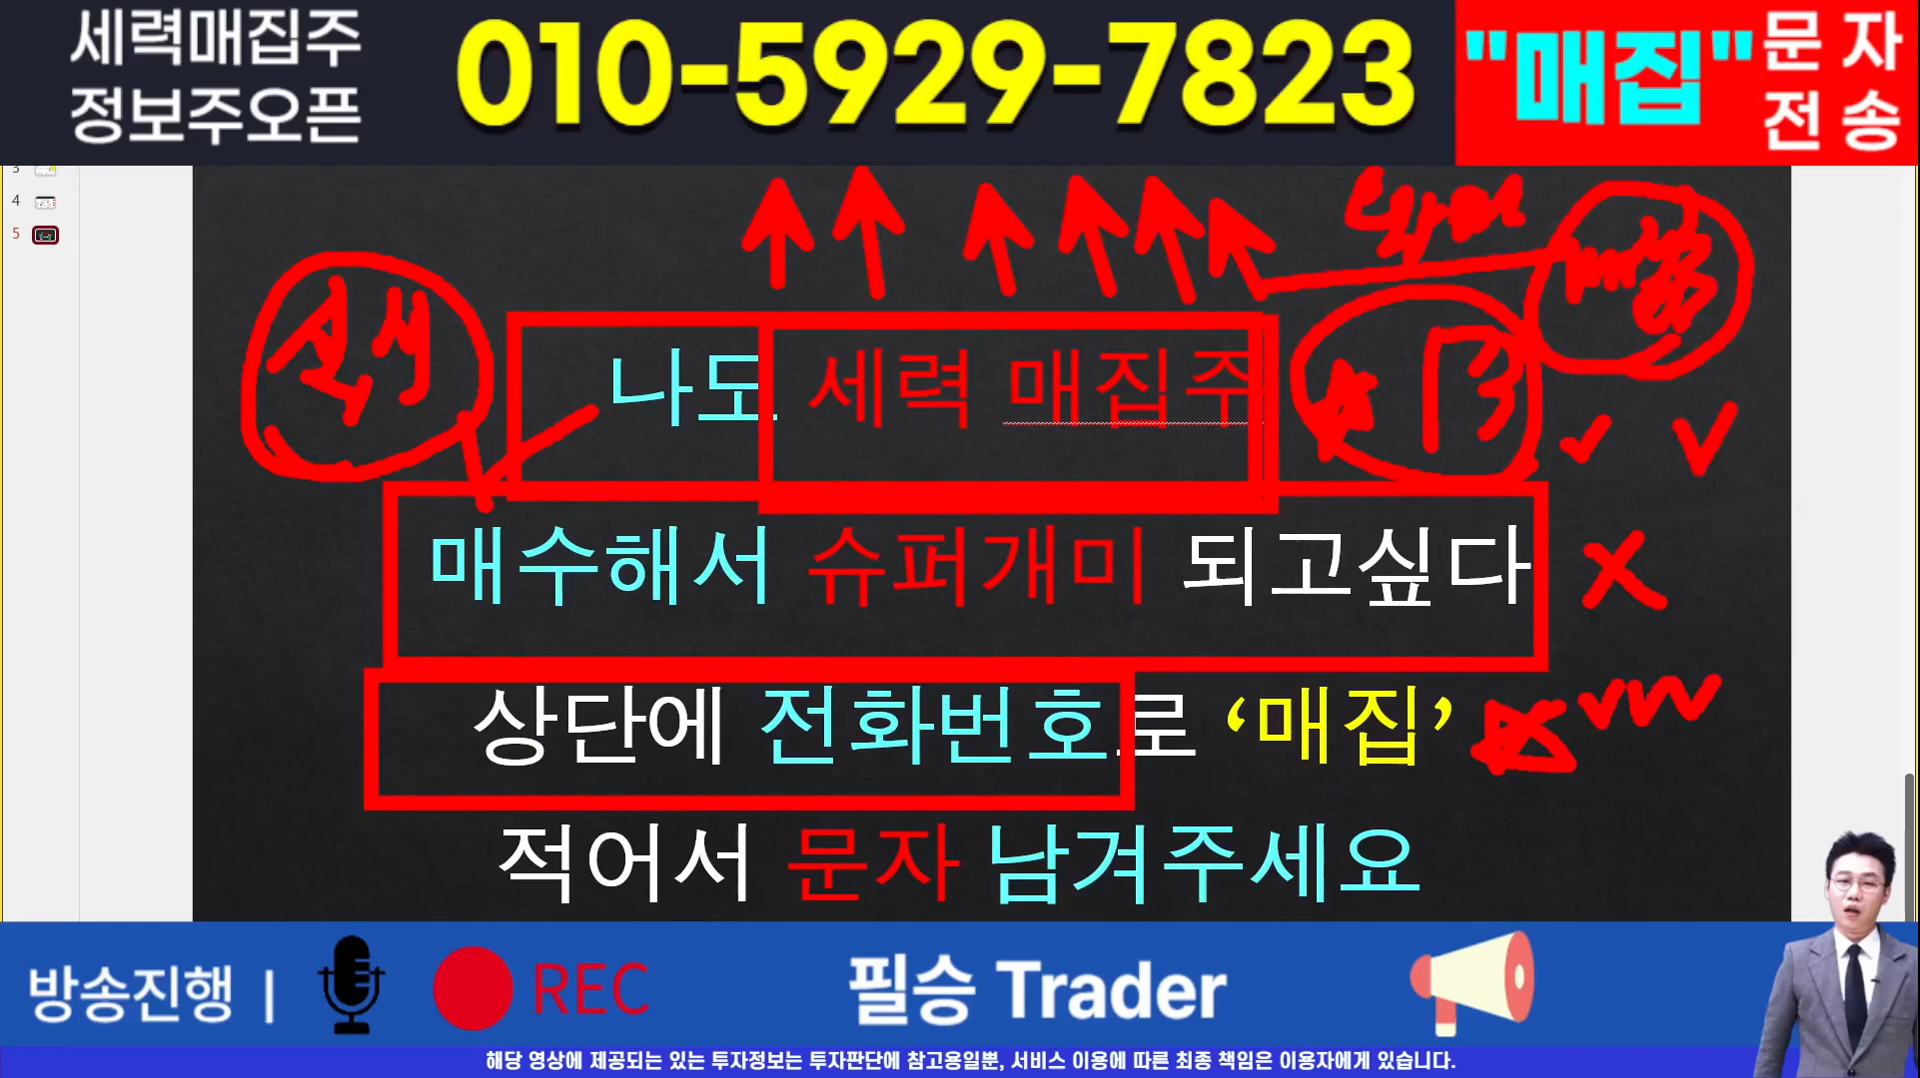 세력매집주
정보주오픈
010-5929-7823
"매집"
문자
전송
3
4
5
나도 세력 매집주
매수해서 슈퍼개미 되고싶다
상단에 전화번호로 ‘매집’
적어서 문자 남겨주세요
방송진행 |
REC
필승 Trader
해당 영상에 제공되는 있는 투자정보는 투자판단에 참고용일뿐, 서비스 이용에 따른 최종 책임은 이용자에게 있습니다.